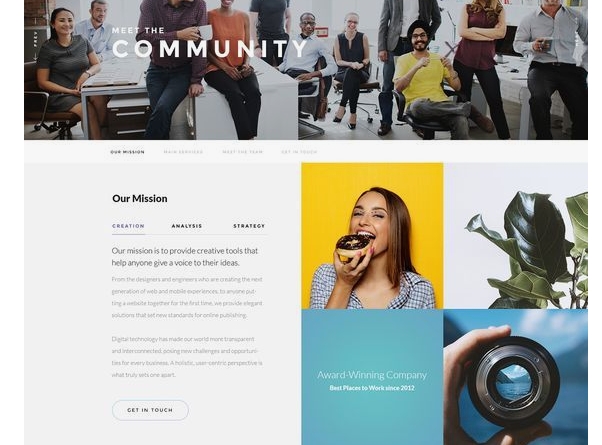 PREV
MEET THE
COMMUNITY
OUR MISSION MAIN SERVICES MEET THE TEAM GET IN TOUCH
Our Mission
CREATION ANALYSIS STRATEGY
Our mission is to provide creative tools that
help anyone give a voice to their ideas.
From the designers and engineers who are creating the next
generation of web and mobile experiences, to anyone put-
ting a website together for the first time, we provide elegant
solutions that set new standards for online publishing.
Digital technology has made our world more transparent
and interconnected, posing new challenges and opportuni-
ties for every business. A holistic, user-centric perspective is
what truly sets one apart.
GET IN TOUCH
Award-Winning Company
Best Places to Work since 2012